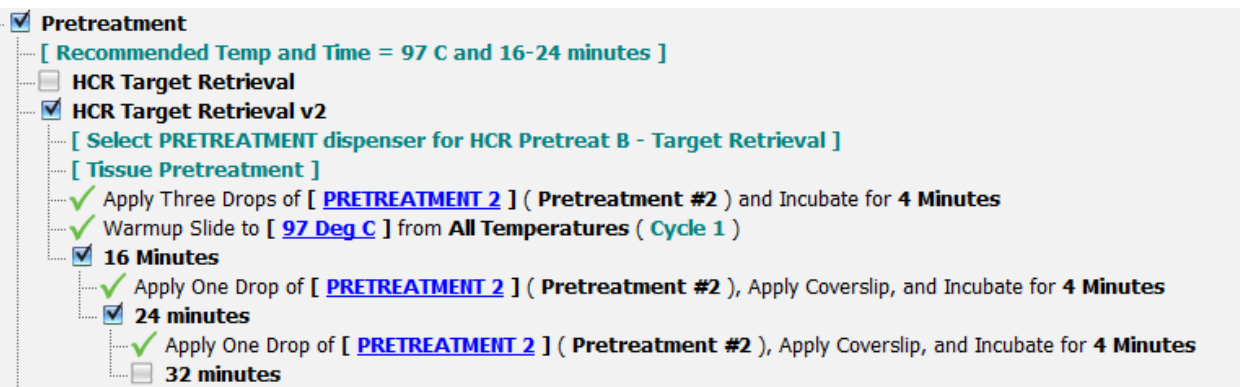 Pretreatment
[ Recommended Temp and Time = 97 C and 16-24 minutes ]
HCR Target Retrieval
HCR Target Retrieval v2
[ Select PRETREATMENT dispenser for HCR Pretreat B - Target Retrieval ]
[ Tissue Pretreatment ]
Apply Three Drops of [ PRETREATMENT 2 ] ( Pretreatment #2 ) and Incubate for 4 Minutes
Warmup Slide to [ 97 Deg C ] from All Temperatures ( Cycle 1 )
16 Minutes
Apply One Drop of [ PRETREATMENT 2 ] ( Pretreatment #2 ), Apply Coverslip, and Incubate for 4 Minutes
24 minutes
Apply One Drop of [ PRETREATMENT 2 ] ( Pretreatment #2 ), Apply Coverslip, and Incubate for 4 Minutes
32 minutes